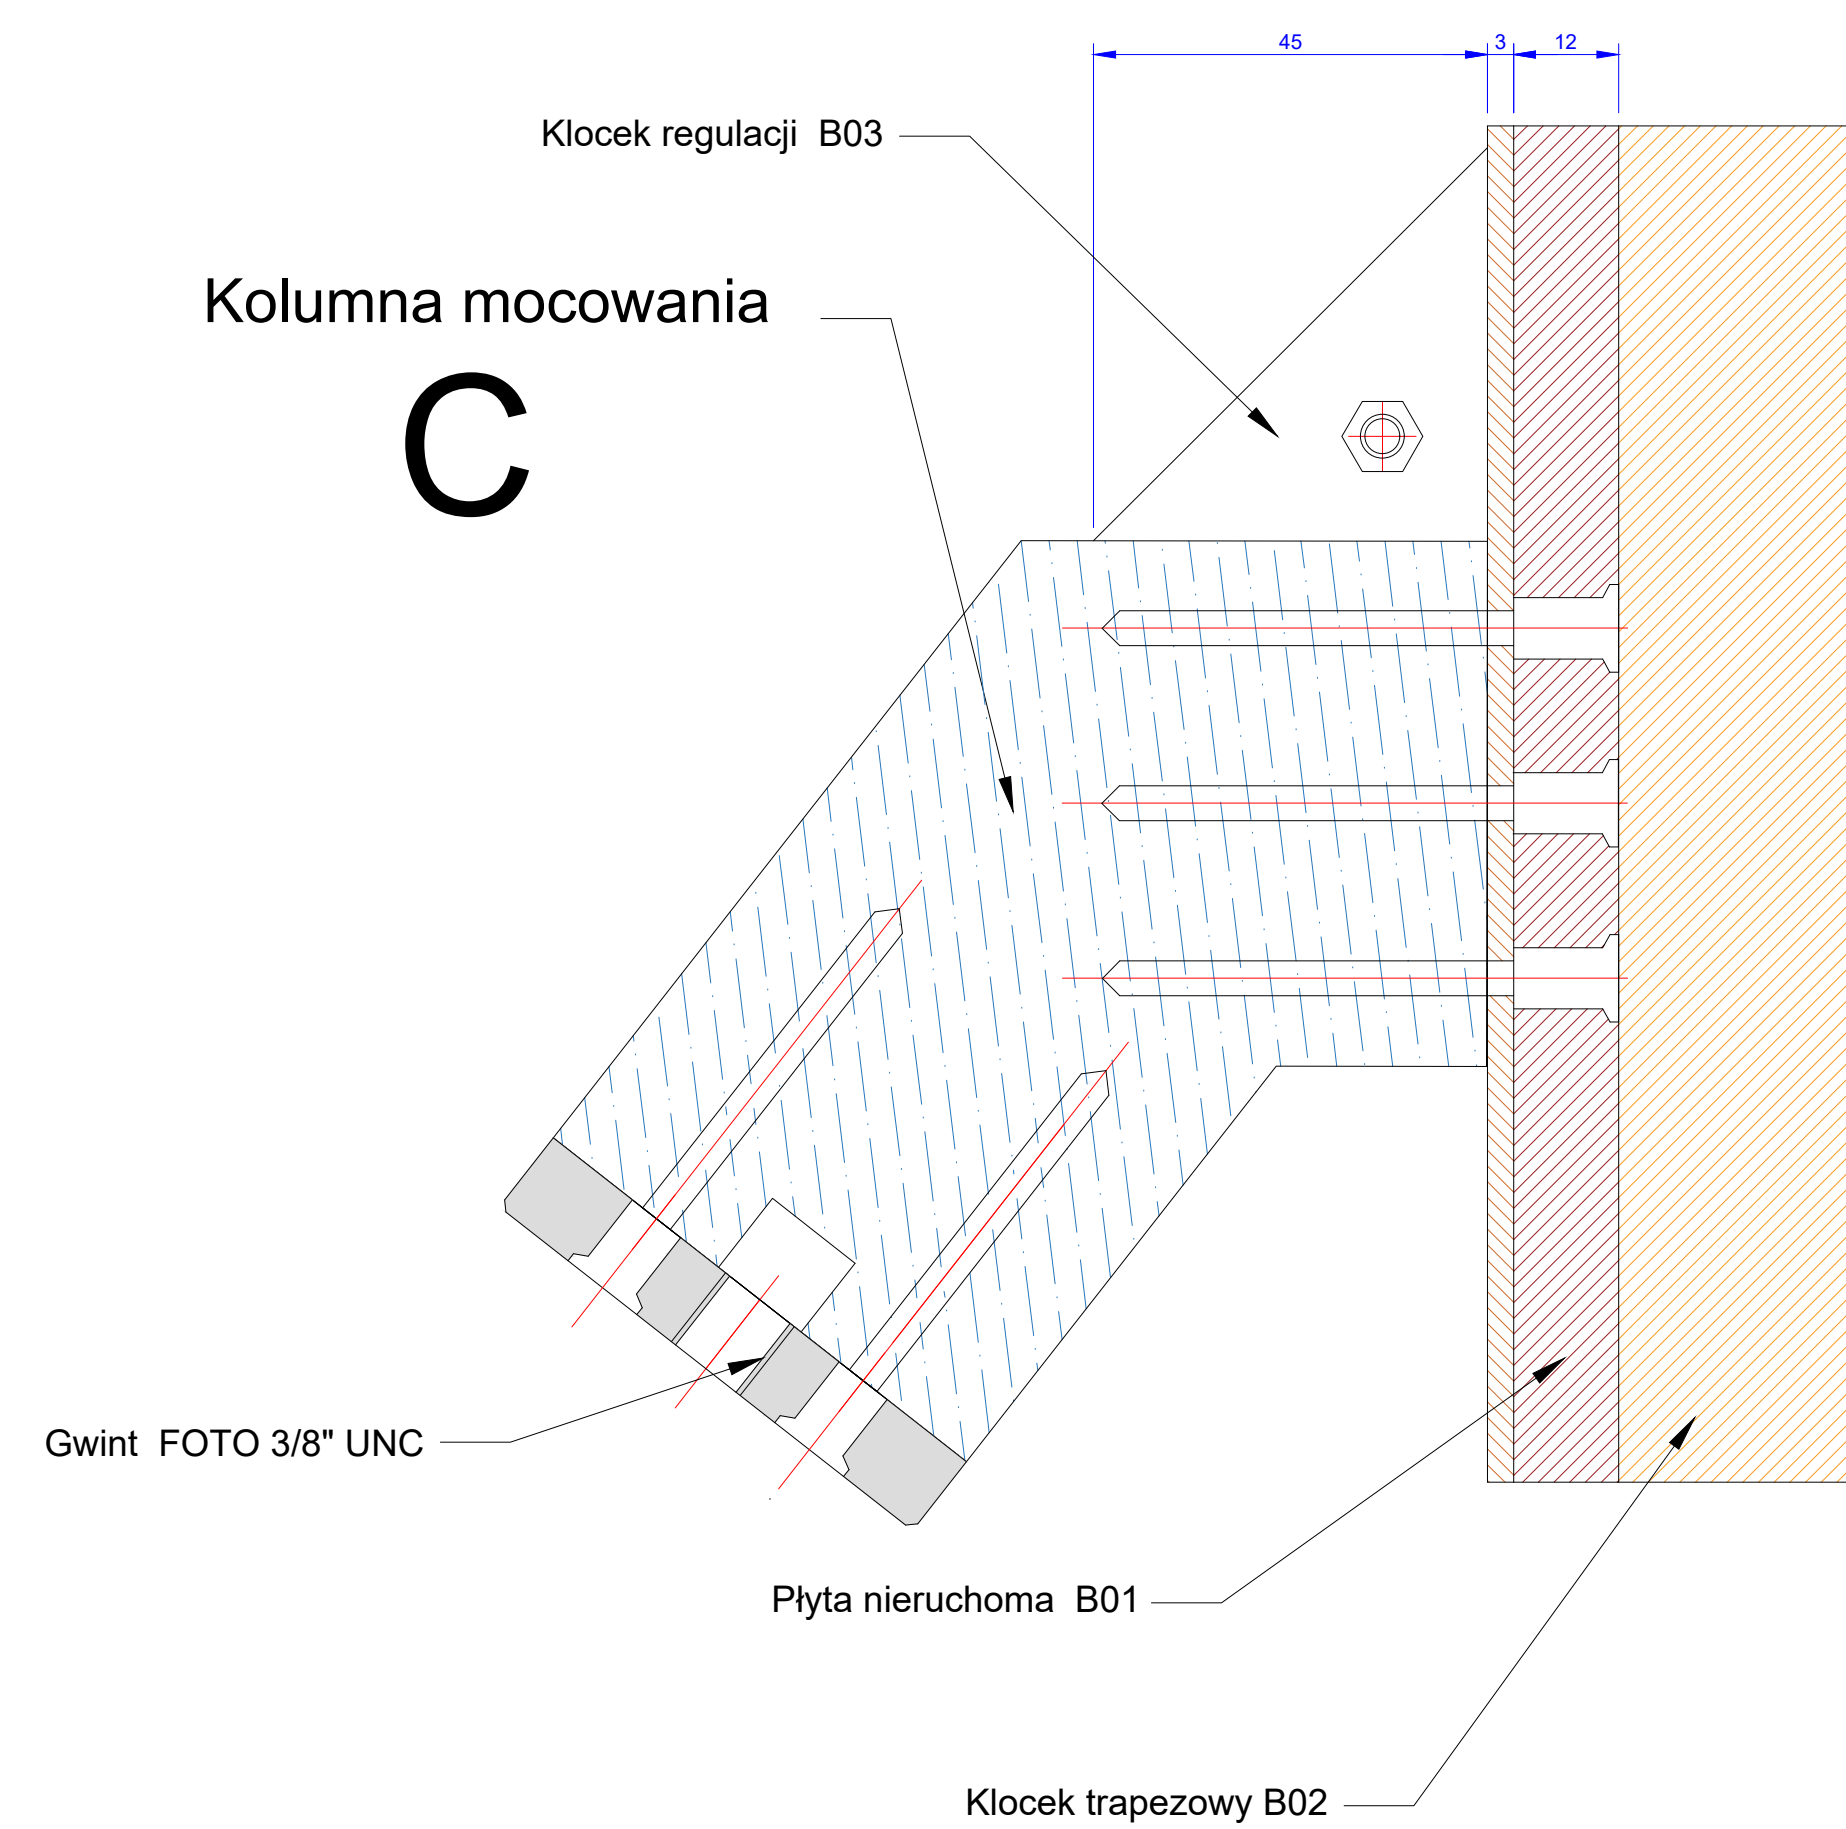 45 3 12
Klocek regulacji B03
Kolumna mocowania
C
Gwint FOTO 3/8" UNC
Płyta nieruchoma B01
Klocek trapezowy B02